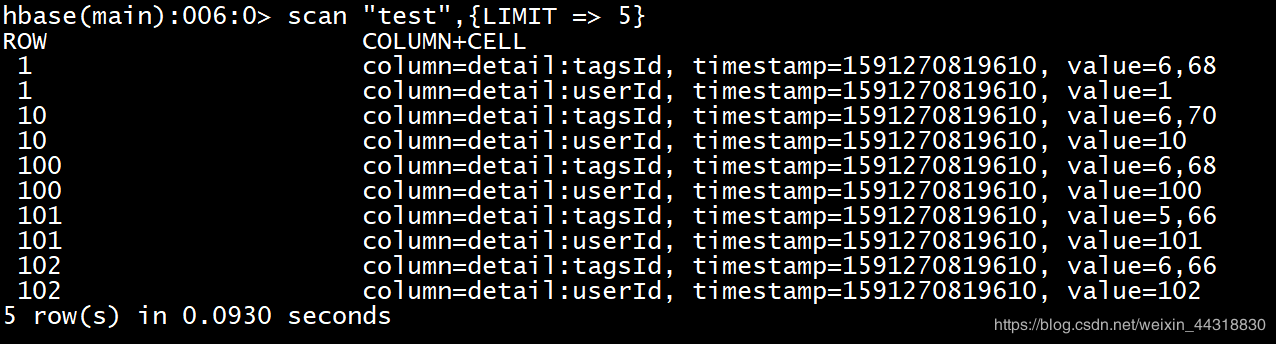 hbase(main):006:0> scan "test",{LIMIT => 5}
ROW                    COLUMN+CELL
 1                     column=detail:tagsId, timestamp=1591270819610, value=6,68
 1                     column=detail:userId, timestamp=1591270819610, value=1
 10                    column=detail:tagsId, timestamp=1591270819610, value=6,70
 10                    column=detail:userId, timestamp=1591270819610, value=10
 100                   column=detail:tagsId, timestamp=1591270819610, value=6,68
 100                   column=detail:userId, timestamp=1591270819610, value=100
 101                   column=detail:tagsId, timestamp=1591270819610, value=5,66
 101                   column=detail:userId, timestamp=1591270819610, value=101
 102                   column=detail:tagsId, timestamp=1591270819610, value=6,66
 102                   column=detail:userId, timestamp=1591270819610, value=102
5 row(s) in 0.0930 seconds
https://blog.csdn.net/weixin_44318830